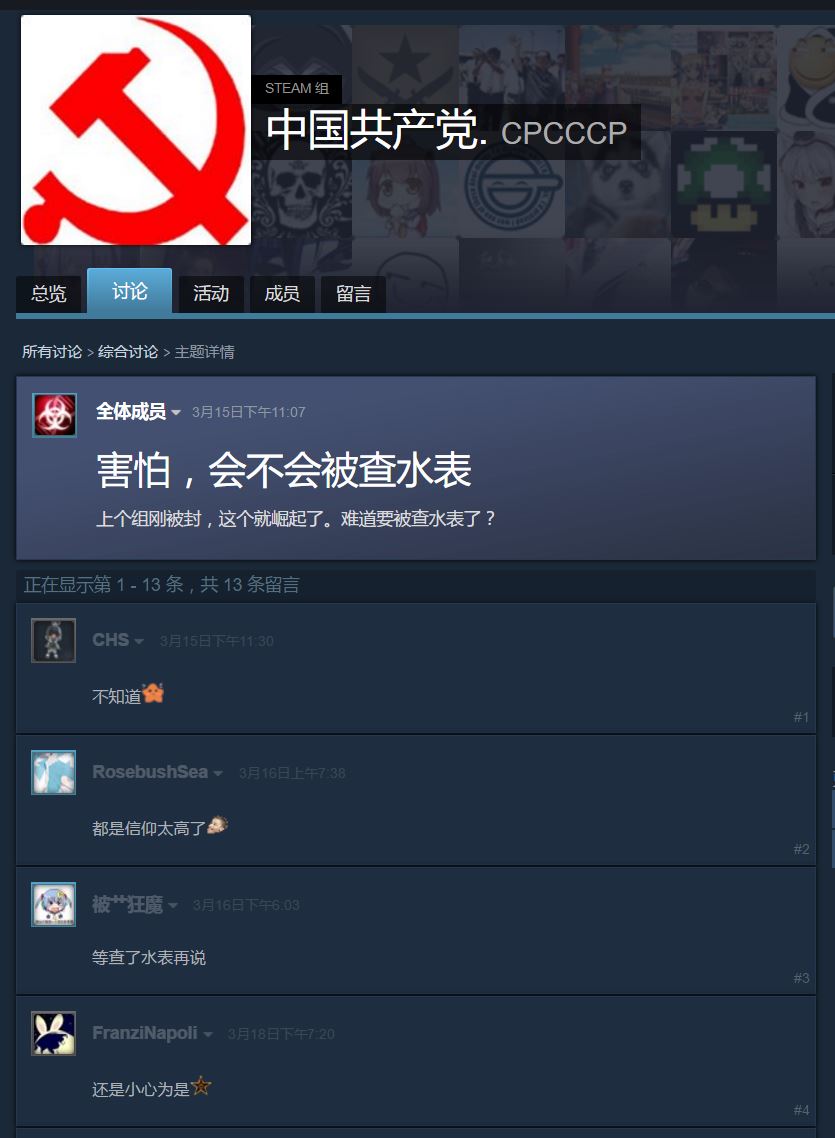 STEAM 组
中国共产党. CPCCCP
总览 讨论 活动 成员 留言
所有讨论 > 综合讨论 > 主题详情
全体成员 3月15日下午11:07
害怕，会不会被查水表
上个组刚被封，这个就崛起了。难道要被查水表了？
正在显示第 1 - 13 条，共 13 条留言
CHS 3月15日下午11:30
不知道
#1
RosebushSea 3月16日上午7:38
都是信仰太高了
#2
被艹狂魔 3月16日下午6:03
等查了水表再说
#3
FranziNapoli 3月18日下午7:20
还是小心为是
#4